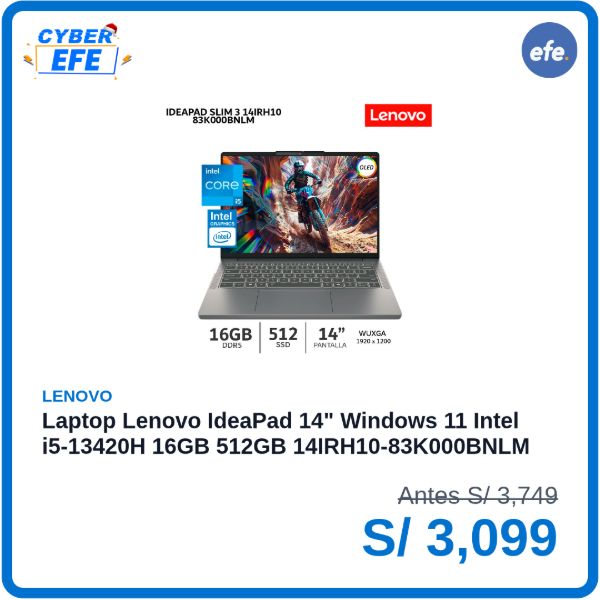 CYBER
EFE
efe.
IDEAPAD SLIM 3 14IRH10
83K000BNLM
Lenovo
OLED
intel
CORE
i5
Intel
GRAPHICS
intel
16GB
DDR5
512
SSD
14”
PANTALLA
WUXGA
1920 x 1200
LENOVO
Laptop Lenovo IdeaPad 14" Windows 11 Intel
i5-13420H 16GB 512GB 14IRH10-83K000BNLM
Antes S/ 3,749
S/ 3,099